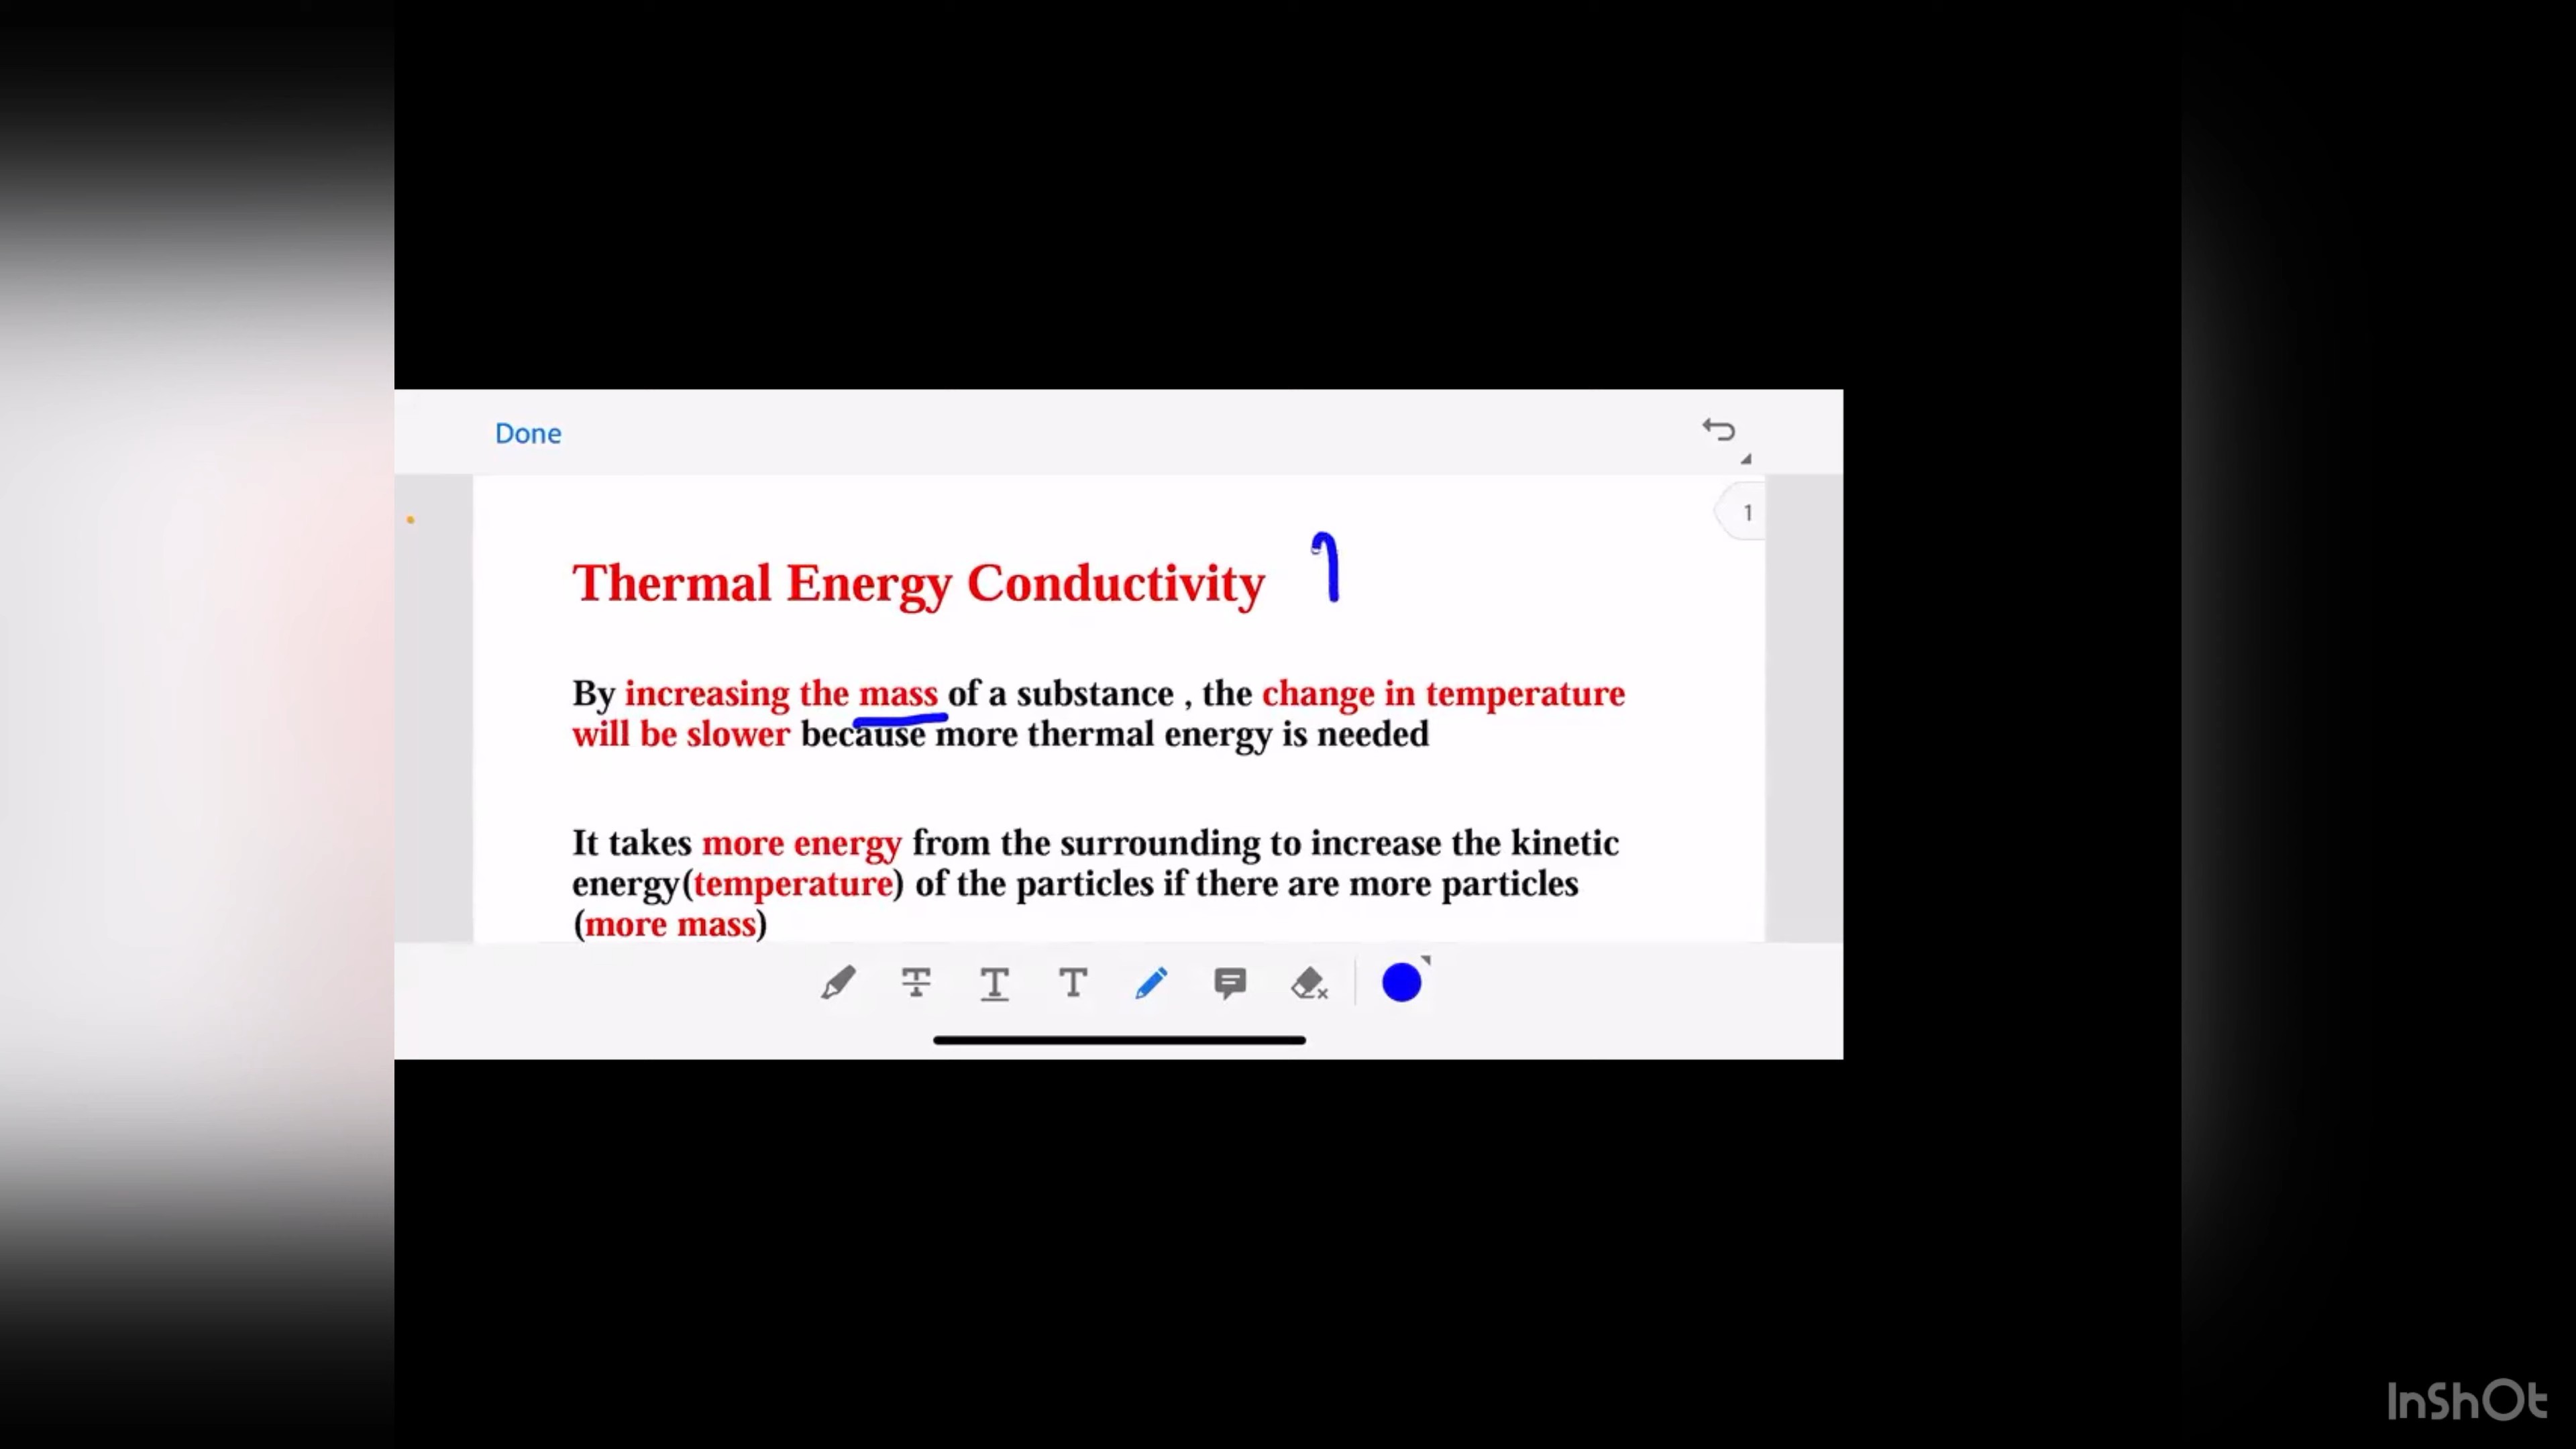 Done
1
Thermal Energy Conductivity
By increasing the mass of a substance , the change in temperature
will be slower because more thermal energy is needed
It takes more energy from the surrounding to increase the kinetic
energy(temperature) of the particles if there are more particles
(more mass)
InShOt